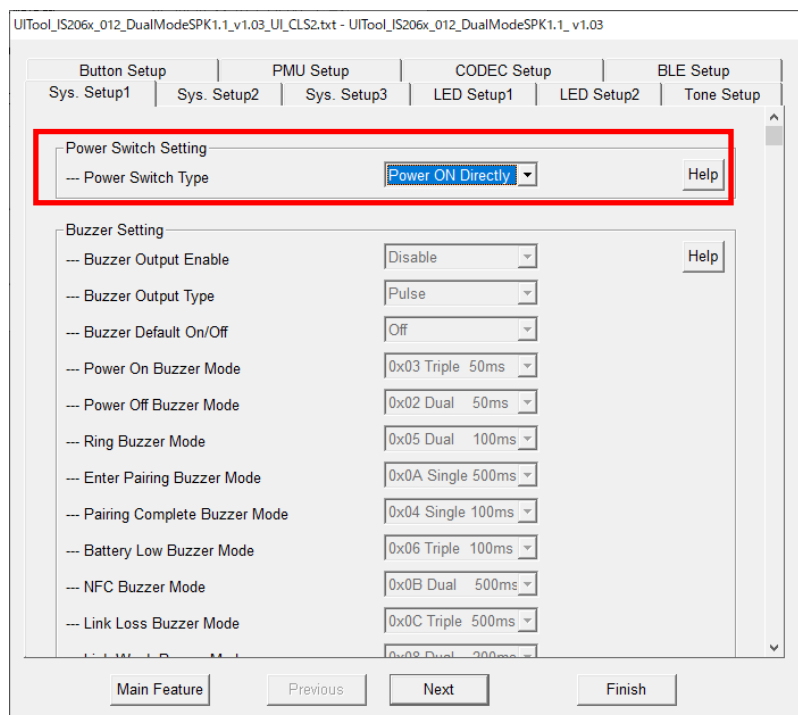 UITool_IS206x_012_DualModeSPK1.1_v1.03_UI_CLS2.txt - UITool_IS206x_012_DualModeSPK1.1_ v1.03
Button Setup PMU Setup CODEC Setup BLE Setup
Sys. Setup1 Sys. Setup2 Sys. Setup3 LED Setup1 LED Setup2 Tone Setup
Power Switch Setting
--- Power Switch Type Power ON Directly Help
Buzzer Setting
--- Buzzer Output Enable Disable Help
--- Buzzer Output Type Pulse
--- Buzzer Default On/Off Off
--- Power On Buzzer Mode 0x03 Triple 50ms
--- Power Off Buzzer Mode 0x02 Dual 50ms
--- Ring Buzzer Mode 0x05 Dual 100ms
--- Enter Pairing Buzzer Mode 0x0A Single 500ms
--- Pairing Complete Buzzer Mode 0x04 Single 100ms
--- Battery Low Buzzer Mode 0x06 Triple 100ms
--- NFC Buzzer Mode 0x0B Dual 500ms
--- Link Loss Buzzer Mode 0x0C Triple 500ms
Main Feature Previous Next Finish